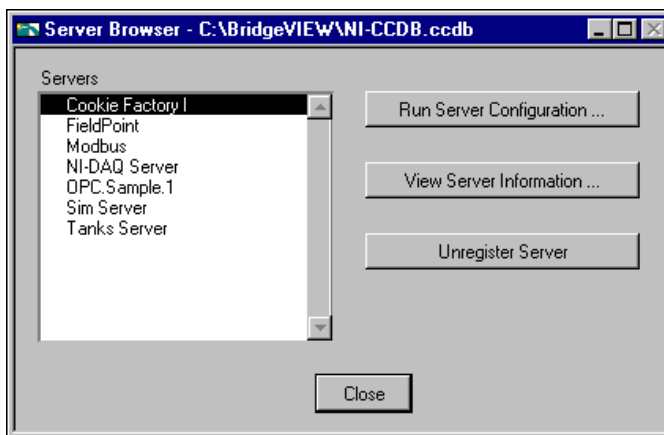 Server Browser - C:\BridgeVIEW\NI-CCDB.ccdb
Servers
Cookie Factory I
FieldPoint
Modbus
NI-DAQ Server
OPC.Sample.1
Sim Server
Tanks Server
Run Server Configuration ...
View Server Information ...
Unregister Server
Close